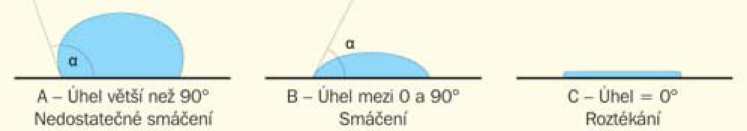 α
A – Úhel větší než 90°
Nedostatečné smáčení
α
B – Úhel mezi 0 a 90°
Smáčení
C – Úhel = 0°
Roztékání